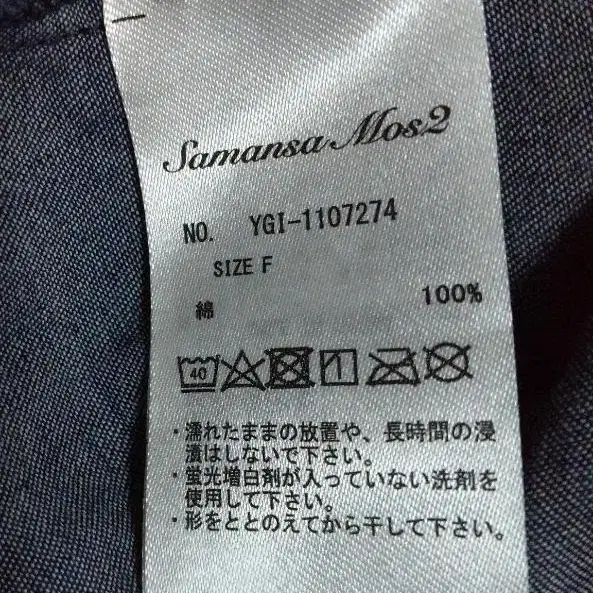 Samansa Mos2
NO. YGI-1107274
SIZE F
綿 100%
40
・濡れたままの放置や、長時間の浸
漬はしないで下さい。
・蛍光増白剤が入っていない洗剤を
使用して下さい。
・形をととのえてから干して下さい。